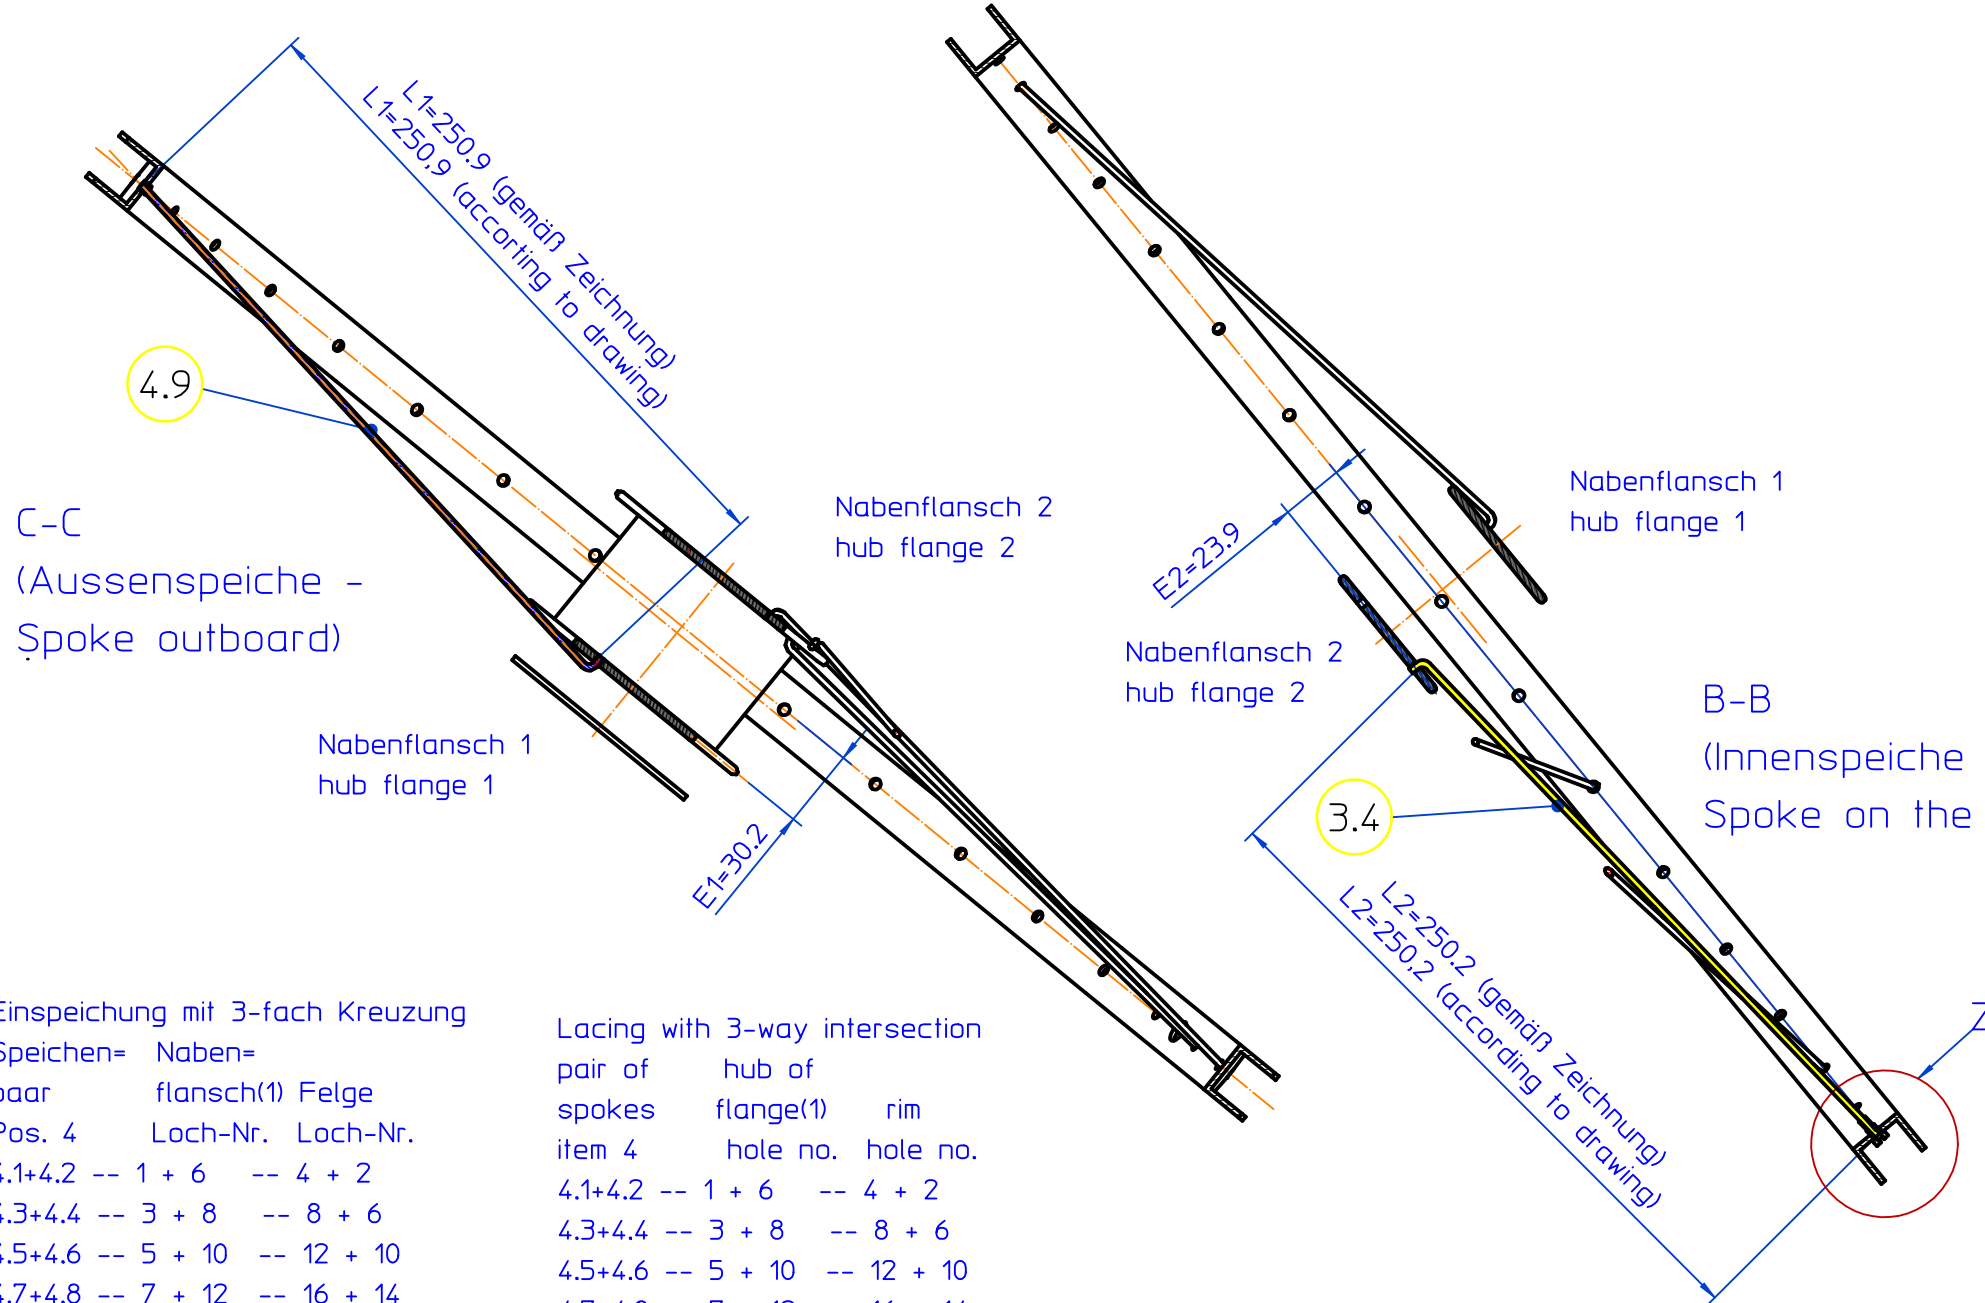 L1=250.9 (gemäß Zeichnung)
L1=250,9 (accorting to drawing)
4.9
C-C
(Aussenspeiche -
Spoke outboard)
Nabenflansch 2
hub flange 2
Nabenflansch 1
hub flange 1
E1=30.2
Nabenflansch 1
hub flange 1
E2=23.9
Nabenflansch 2
hub flange 2
B-B
(Innenspeiche
Spoke on the
3.4
L2=250.2 (gemäß Zeichnung)
L2=250,2 (according to drawing)
Einspeichung mit 3-fach Kreuzung
Speichen= Naben=
paar flansch(1) Felge
Pos. 4 Loch-Nr. Loch-Nr.
4.1+4.2 -- 1 + 6 -- 4 + 2
4.3+4.4 -- 3 + 8 -- 8 + 6
4.5+4.6 -- 5 + 10 -- 12 + 10
4.7+4.8 -- 7 + 12 -- 16 + 14
Lacing with 3-way intersection
pair of hub of
spokes flange(1) rim
item 4 hole no. hole no.
4.1+4.2 -- 1 + 6 -- 4 + 2
4.3+4.4 -- 3 + 8 -- 8 + 6
4.5+4.6 -- 5 + 10 -- 12 + 10